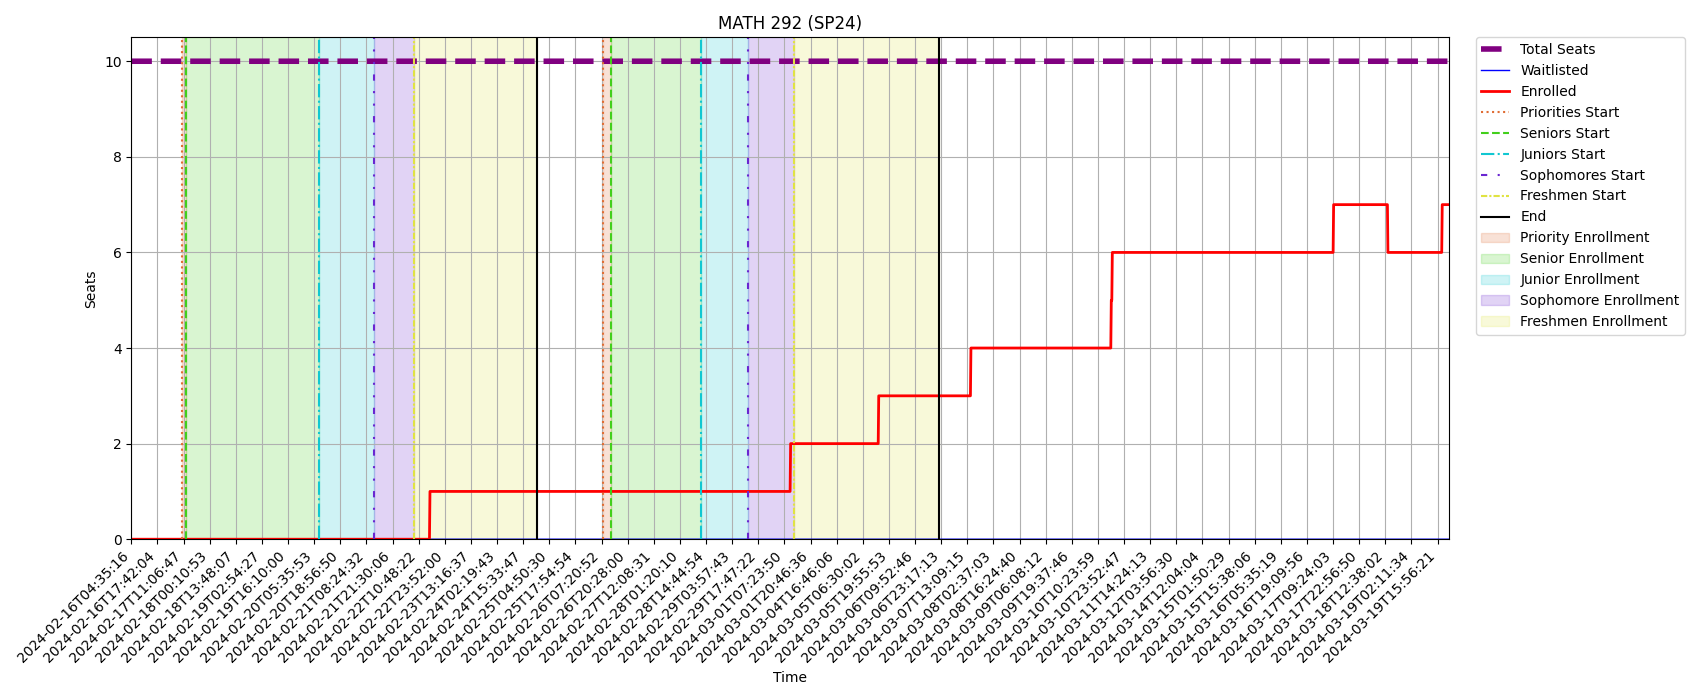 MATH 292 (SP24)
10
8
6
4
2
0
Seats
2024-02-16T04:35:16
2024-02-16T17:42:04
2024-02-17T11:06:47
2024-02-18T00:10:53
2024-02-18T13:48:07
2024-02-19T02:54:27
2024-02-19T16:10:00
2024-02-20T05:35:53
2024-02-20T18:56:50
2024-02-21T08:24:32
2024-02-21T21:30:06
2024-02-22T10:48:22
2024-02-22T23:52:00
2024-02-23T13:16:37
2024-02-24T02:19:43
2024-02-24T15:33:47
2024-02-25T04:50:30
2024-02-25T17:54:54
2024-02-26T07:20:52
2024-02-26T20:28:00
2024-02-27T12:08:31
2024-02-28T01:20:10
2024-02-28T14:44:54
2024-02-29T03:57:43
2024-02-29T17:47:22
2024-03-01T07:23:50
2024-03-01T20:46:36
2024-03-04T16:46:06
2024-03-05T06:30:02
2024-03-05T19:55:53
2024-03-06T09:52:46
2024-03-06T23:17:13
2024-03-07T13:09:15
2024-03-08T02:37:03
2024-03-08T16:24:40
2024-03-09T06:08:12
2024-03-09T19:37:46
2024-03-10T10:23:59
2024-03-10T23:52:47
2024-03-11T14:24:13
2024-03-12T03:56:30
2024-03-14T12:04:04
2024-03-15T01:50:29
2024-03-15T15:38:06
2024-03-16T05:35:19
2024-03-16T19:09:56
2024-03-17T09:24:03
2024-03-17T22:56:50
2024-03-18T12:38:02
2024-03-19T02:11:34
2024-03-19T15:56:21
Time
Total Seats
Waitlisted
Enrolled
Priorities Start
Seniors Start
Juniors Start
Sophomores Start
Freshmen Start
End
Priority Enrollment
Senior Enrollment
Junior Enrollment
Sophomore Enrollment
Freshmen Enrollment